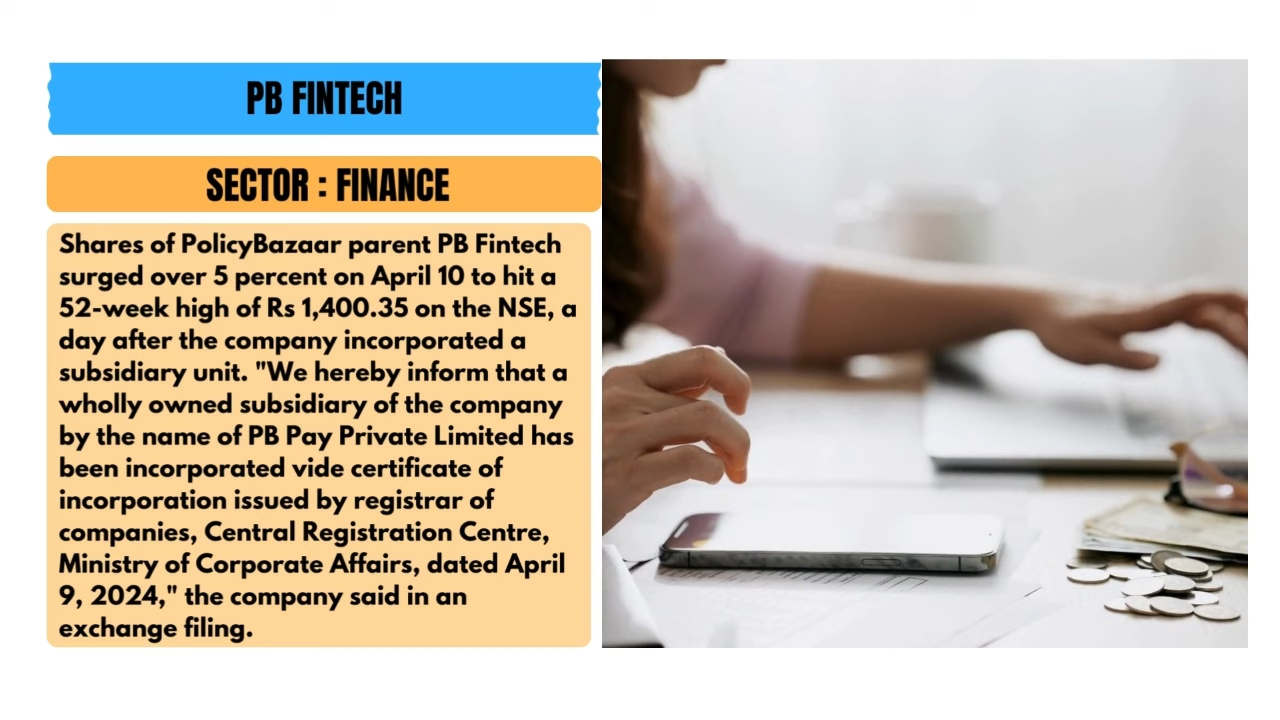 PB FINTECH
SECTOR : FINANCE
Shares of PolicyBazaar parent PB Fintech
surged over 5 percent on April 10 to hit a
52-week high of Rs 1,400.35 on the NSE, a
day after the company incorporated a
subsidiary unit. "We hereby inform that a
wholly owned subsidiary of the company
by the name of PB Pay Private Limited has
been incorporated vide certificate of
incorporation issued by registrar of
companies, Central Registration Centre,
Ministry of Corporate Affairs, dated April
9, 2024," the company said in an
exchange filing.